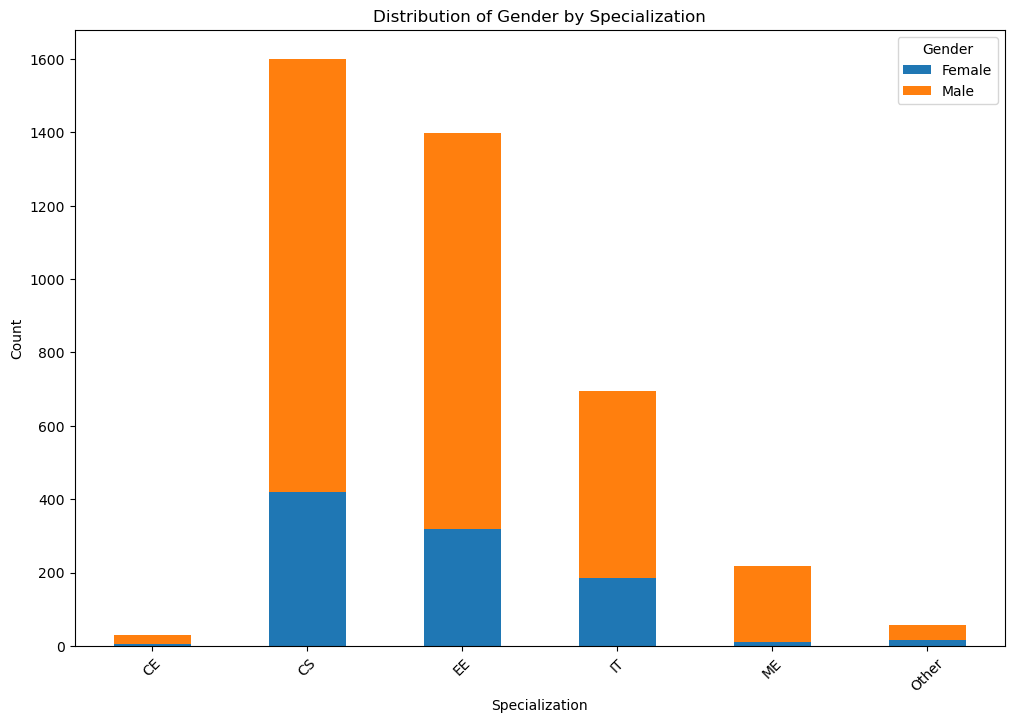 Distribution of Gender by Specialization
Gender
Female
Male
Count
1600
1400
1200
1000
800
600
400
200
0
CE
CS
EE
IT
ME
Other
Specialization